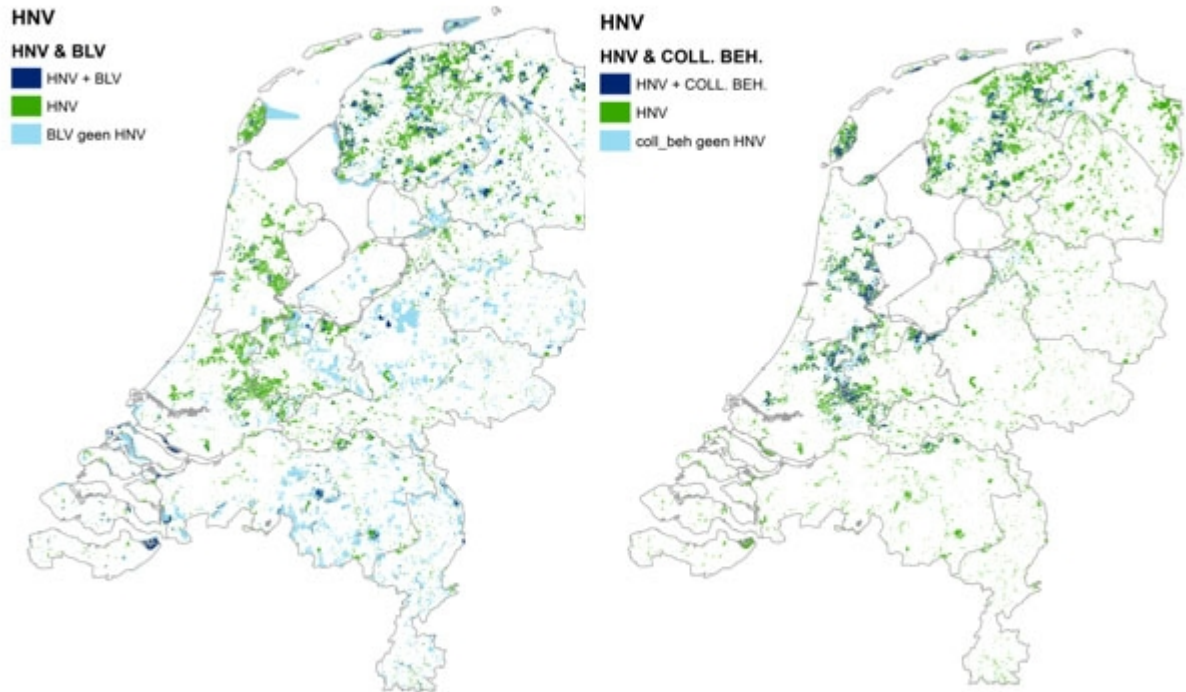 HNV
HNV & BLV
HNV + BLV
HNV
BLV geen HNV
HNV
HNV & COLL. BEH.
HNV + COLL. BEH.
HNV
coll_beh geen HNV